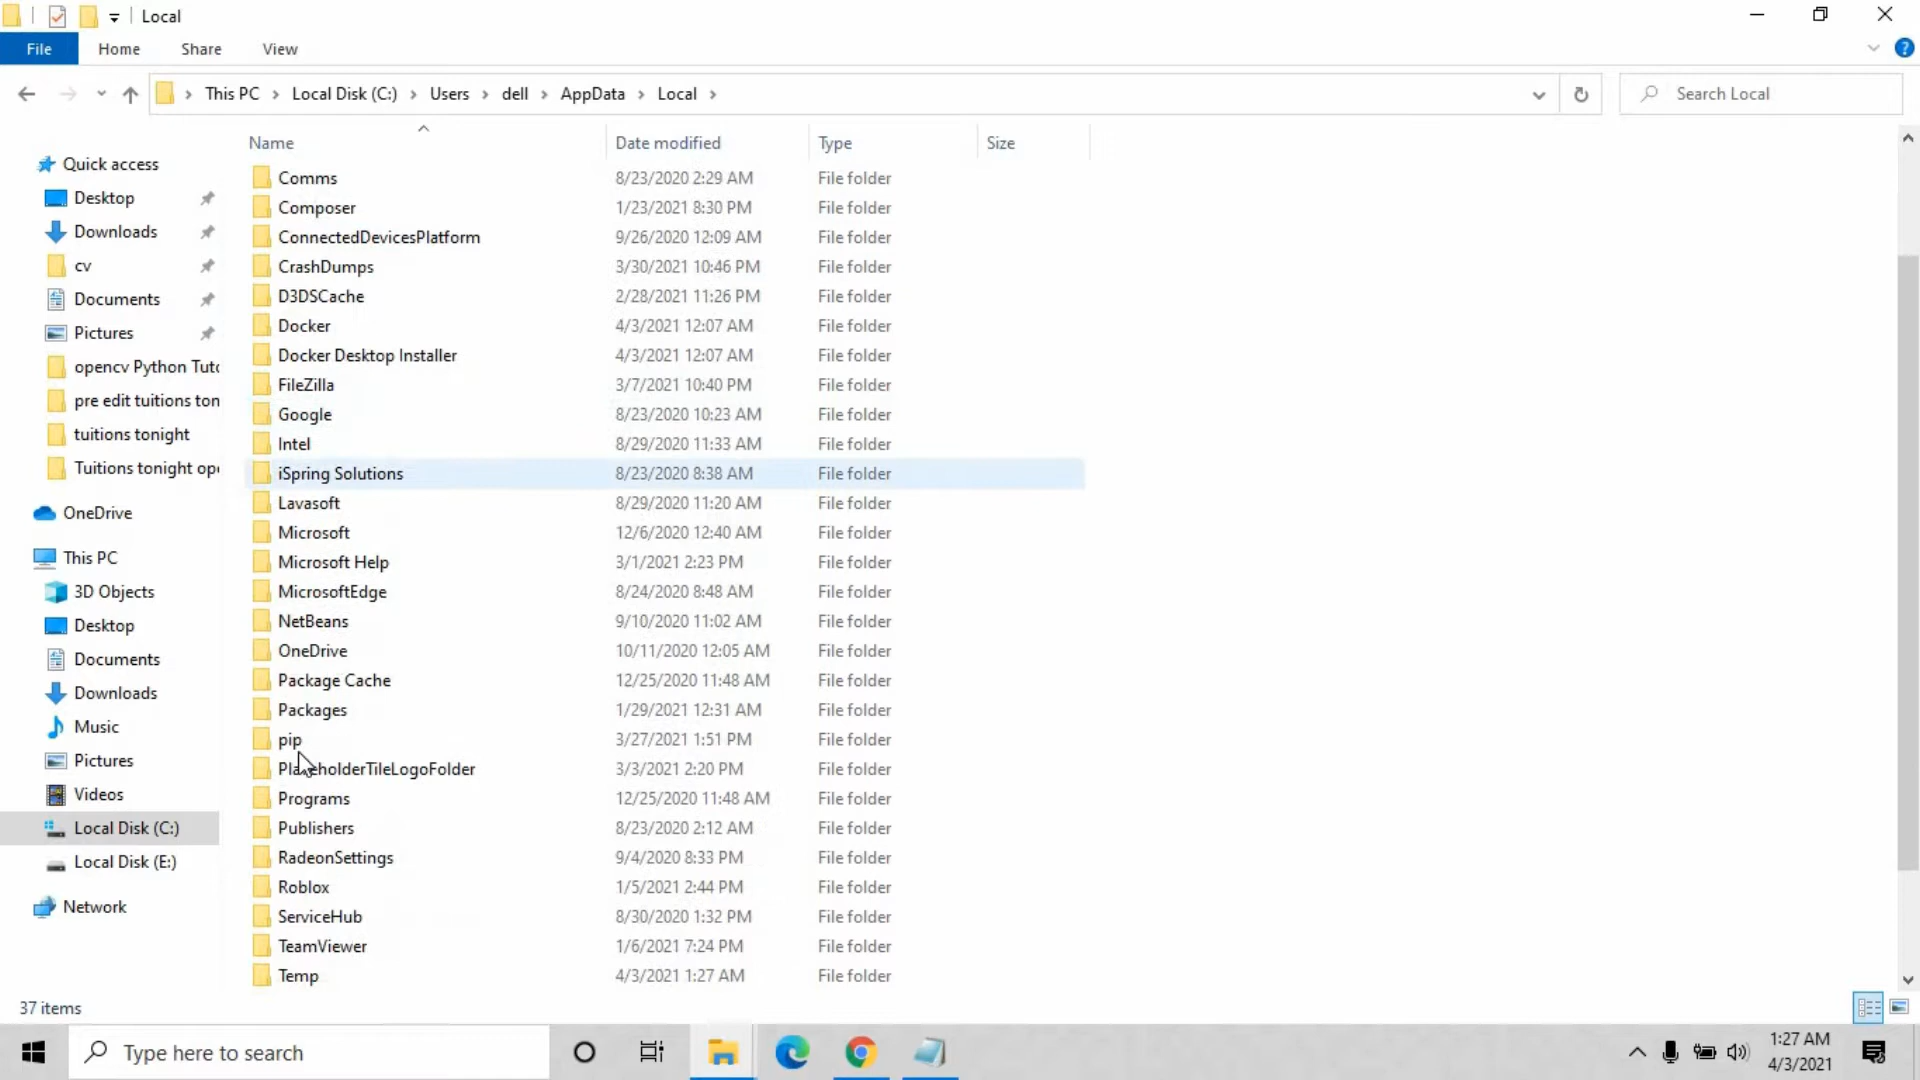 Local
File Home Share View
This PC Local Disk (C:) Users dell AppData Local Search Local
Name Date modified Type Size
Quick access
Desktop
Downloads
cv
Documents
Pictures
opencv Python Tuto
pre edit tuitions ton
tuitions tonight
Tuitions tonight ope
OneDrive
This PC
3D Objects
Desktop
Documents
Downloads
Music
Pictures
Videos
Local Disk (C:)
Local Disk (E:)
Network
Comms 8/23/2020 2:29 AM File folder
Composer 1/23/2021 8:30 PM File folder
ConnectedDevicesPlatform 9/26/2020 12:09 AM File folder
CrashDumps 3/30/2021 10:46 PM File folder
D3DSCache 2/28/2021 11:26 PM File folder
Docker 4/3/2021 12:07 AM File folder
Docker Desktop Installer 4/3/2021 12:07 AM File folder
FileZilla 3/7/2021 10:40 PM File folder
Google 8/23/2020 10:23 AM File folder
Intel 8/29/2020 11:33 AM File folder
iSpring Solutions 8/23/2020 8:38 AM File folder
Lavasoft 8/29/2020 11:20 AM File folder
Microsoft 12/6/2020 12:40 AM File folder
Microsoft Help 3/1/2021 2:23 PM File folder
MicrosoftEdge 8/24/2020 8:48 AM File folder
NetBeans 9/10/2020 11:02 AM File folder
OneDrive 10/11/2020 12:05 AM File folder
Package Cache 12/25/2020 11:48 AM File folder
Packages 1/29/2021 12:31 AM File folder
pip 3/27/2021 1:51 PM File folder
PlaceholderTileLogoFolder 3/3/2021 2:20 PM File folder
Programs 12/25/2020 11:48 AM File folder
Publishers 8/23/2020 2:12 AM File folder
RadeonSettings 9/4/2020 8:33 PM File folder
Roblox 1/5/2021 2:44 PM File folder
ServiceHub 8/30/2020 1:32 PM File folder
TeamViewer 1/6/2021 7:24 PM File folder
Temp 4/3/2021 1:27 AM File folder
37 items
Type here to search
1:27 AM
4/3/2021